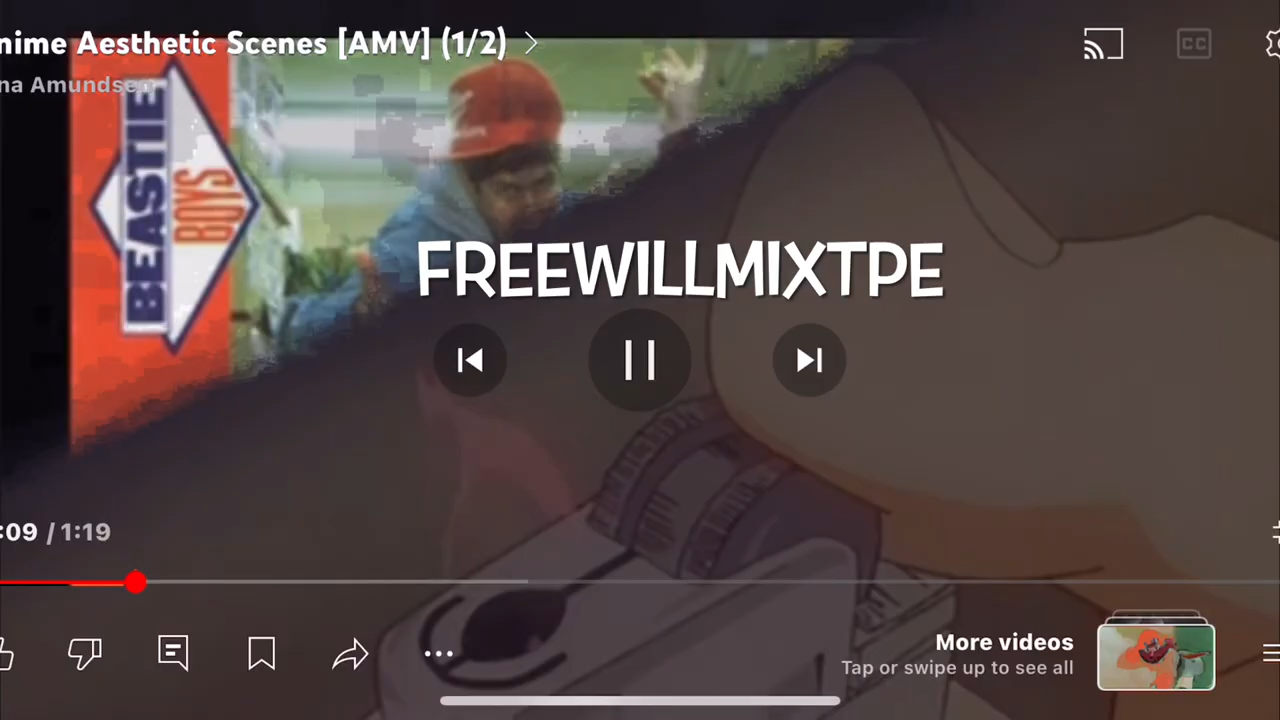 nime Aesthetic Scenes [AMV] (1/2)
na Amundsen
CC
BEASTIE
BOYS
FREEWILLMIXTPE
:09 / 1:19
More videos
Tap or swipe up to see all